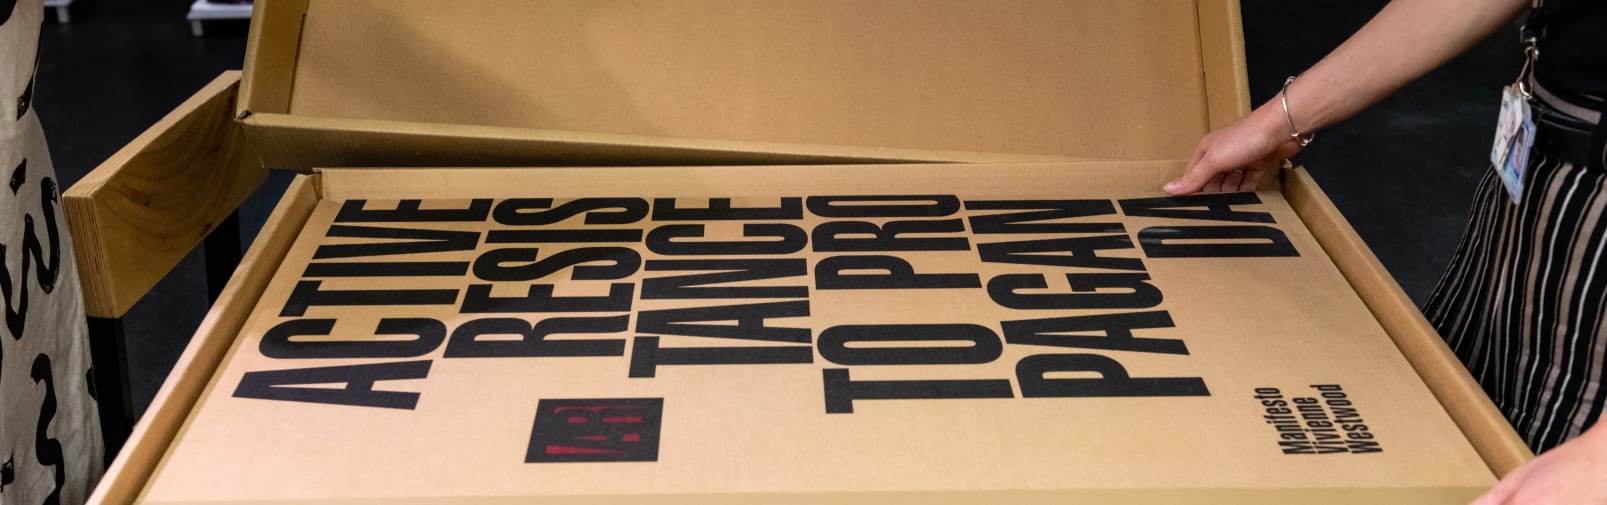 ACTIVE
RESIS
TANCE
TO PRO
PAGAN
DA
Manifesto
Vivienne
Westwood